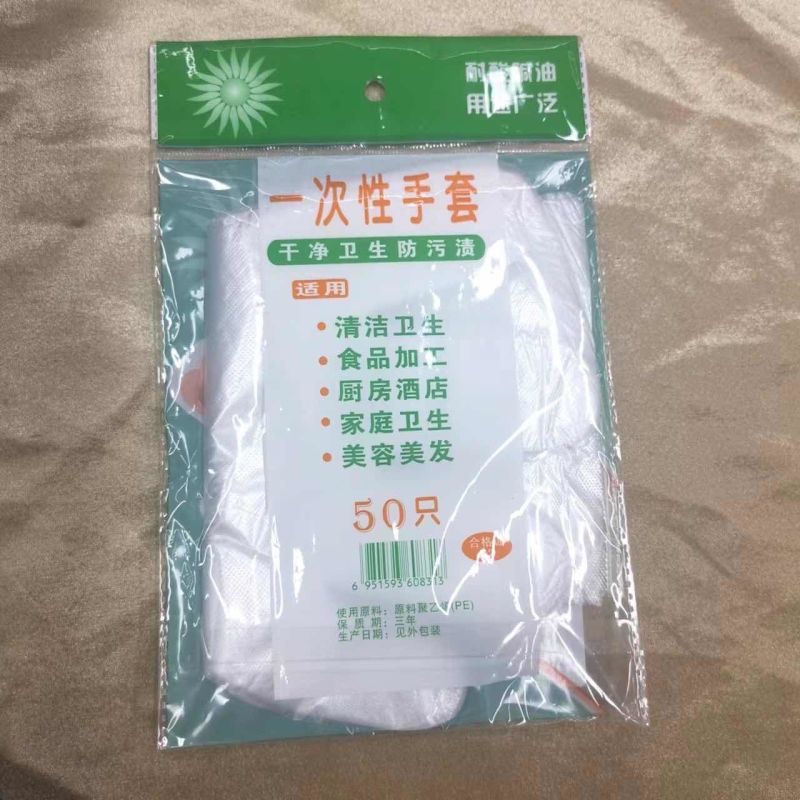 耐酸碱油
用途广泛
一次性手套
干净卫生防污渍
适用
清洁卫生
食品加工
厨房酒店
家庭卫生
美容美发
50只
合格
6 951593 608313
使用原料：原料聚乙烯(PE)
保 质 期：三年
生产日期：见外包装